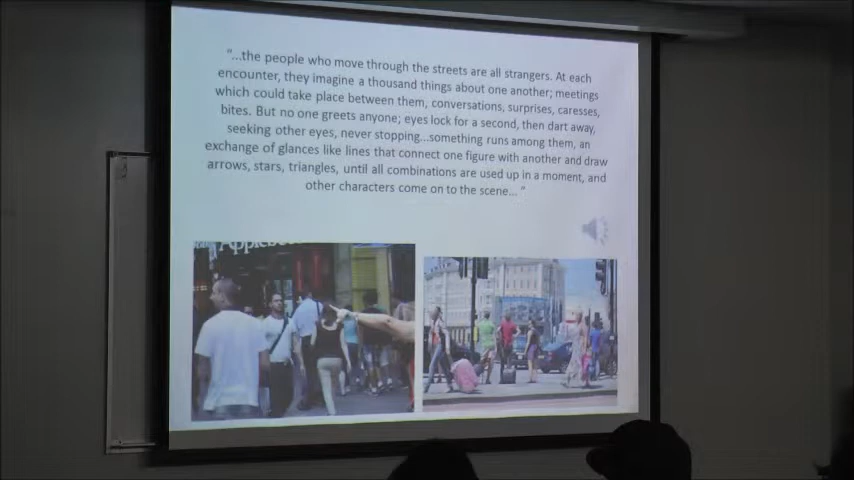 "...the people who move through the streets are all strangers. At each
encounter, they imagine a thousand things about one another; meetings
which could take place between them, conversations, surprises, caresses,
bites. But no one greets anyone; eyes lock for a second, then dart away,
seeking other eyes, never stopping...something runs among them, an
exchange of glances like lines that connect one figure with another and draw
arrows, stars, triangles, until all combinations are used up in a moment, and
other characters come on to the scene... "